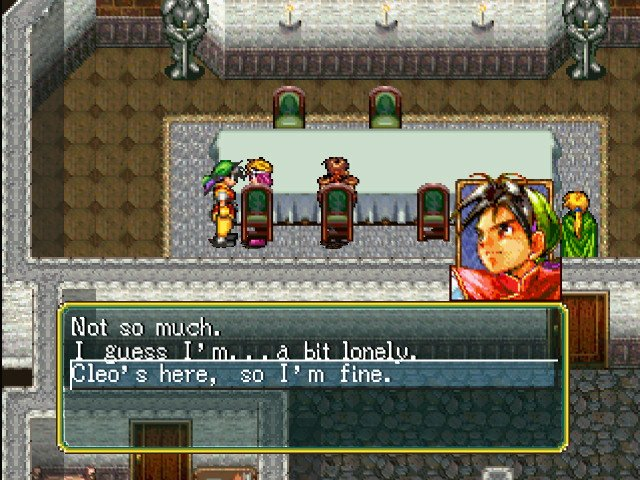 Not so much.
I guess I'm...a bit lonely.
Cleo's here, so I'm fine.